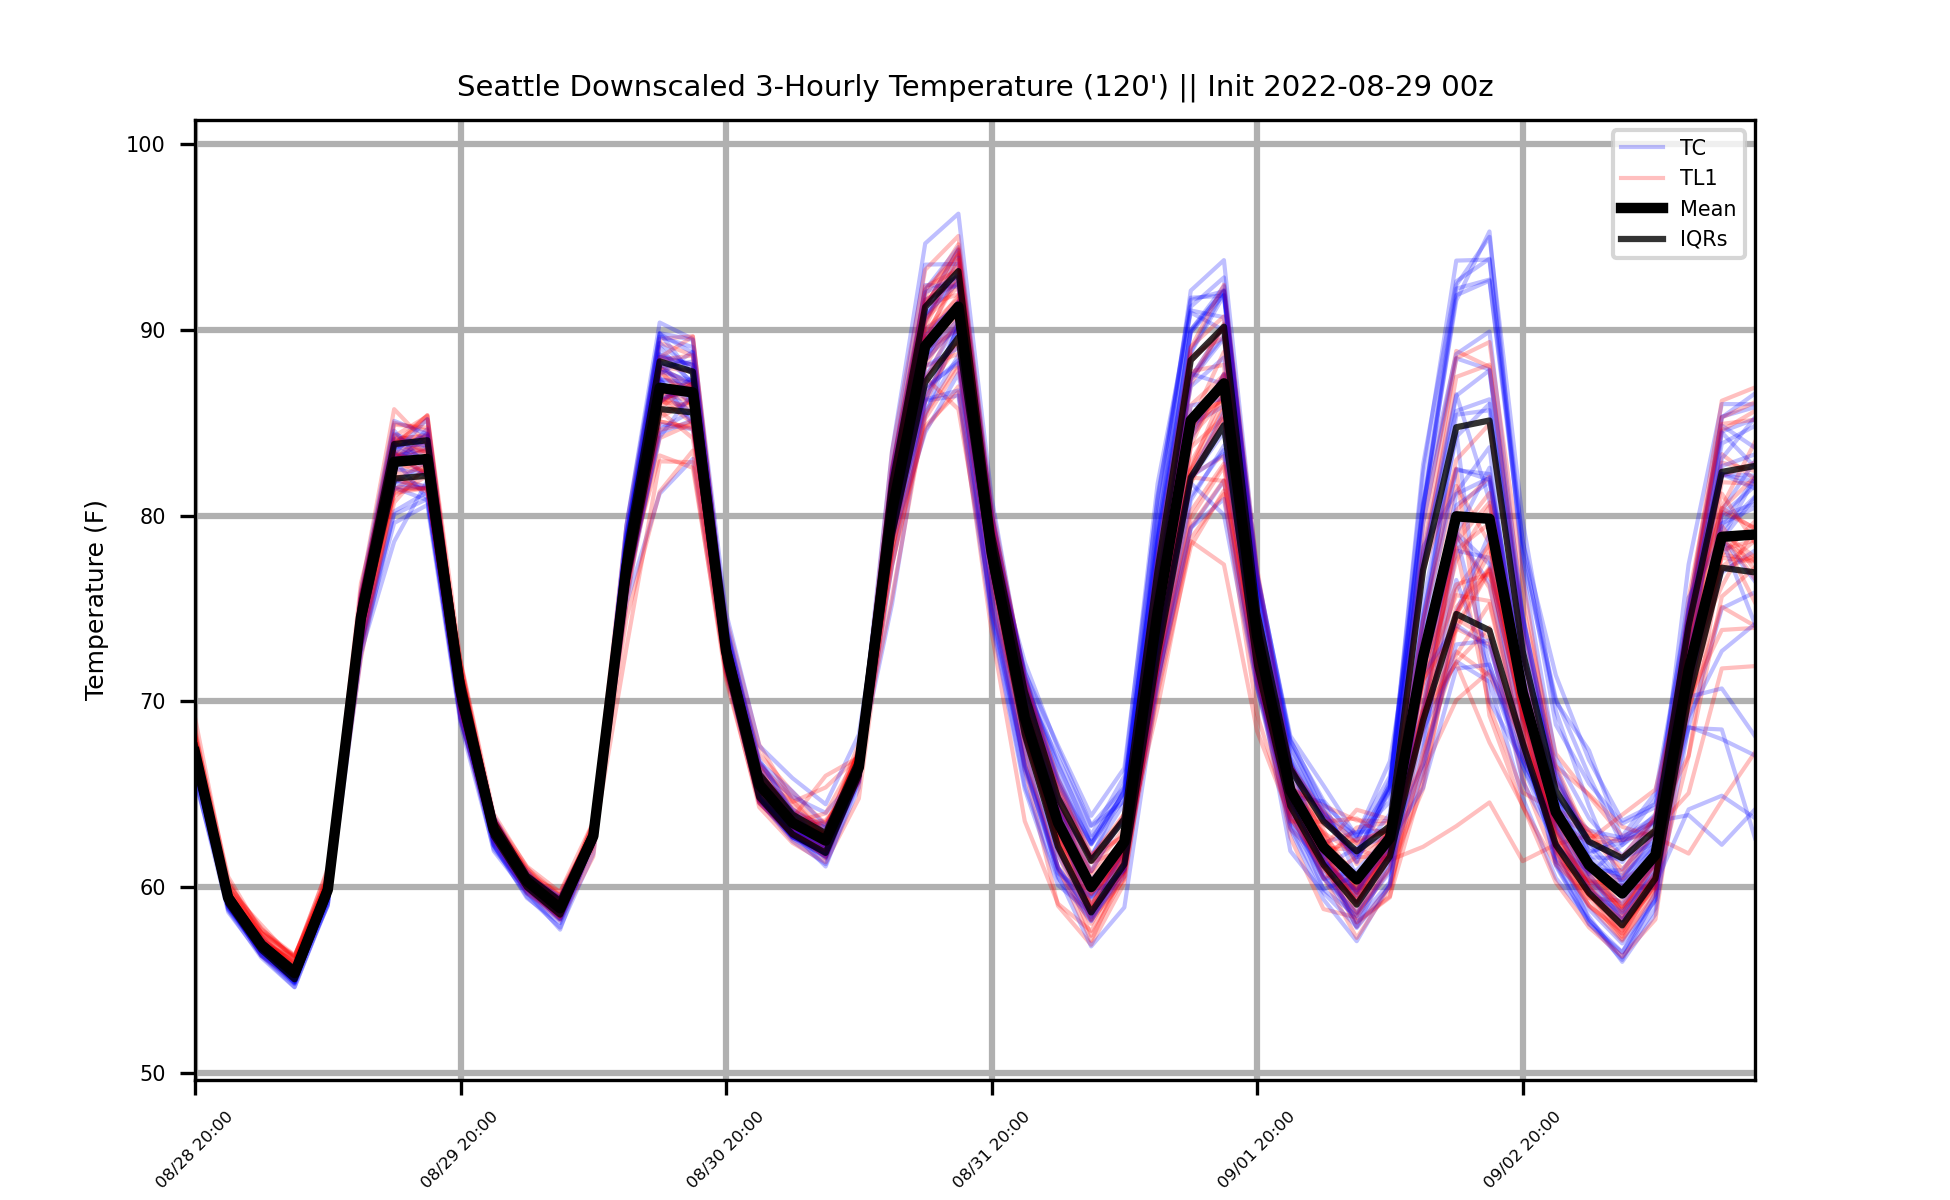 Seattle Downscaled 3-Hourly Temperature (120') || Init 2022-08-29 00z
TC
TL1
Mean
IQRs
Temperature (F)
100
90
80
70
60
50
08/28 20:00
08/29 20:00
08/30 20:00
08/31 20:00
09/01 20:00
09/02 20:00